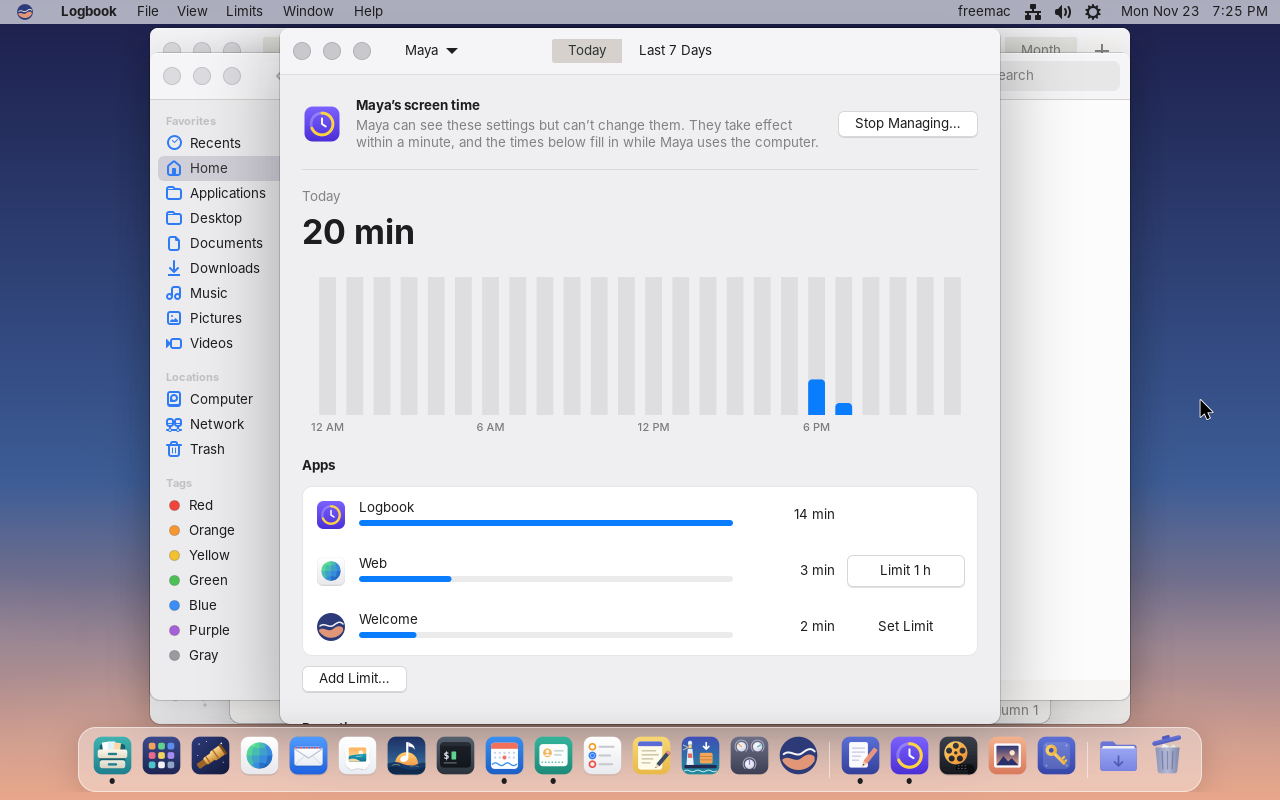 Logbook File View Limits Window Help freemac Mon Nov 23 7:25 PM
Maya Today Last 7 Days Month
earch
Favorites
Recents
Home
Applications
Desktop
Documents
Downloads
Music
Pictures
Videos
Locations
Computer
Network
Trash
Tags
Red
Orange
Yellow
Green
Blue
Purple
Gray
Maya's screen time
Maya can see these settings but can't change them. They take effect
within a minute, and the times below fill in while Maya uses the computer.
Stop Managing...
Today
20 min
12 AM 6 AM 12 PM 6 PM
Apps
Logbook 14 min
Web 3 min Limit 1 h
Welcome 2 min Set Limit
Add Limit...
umn 1